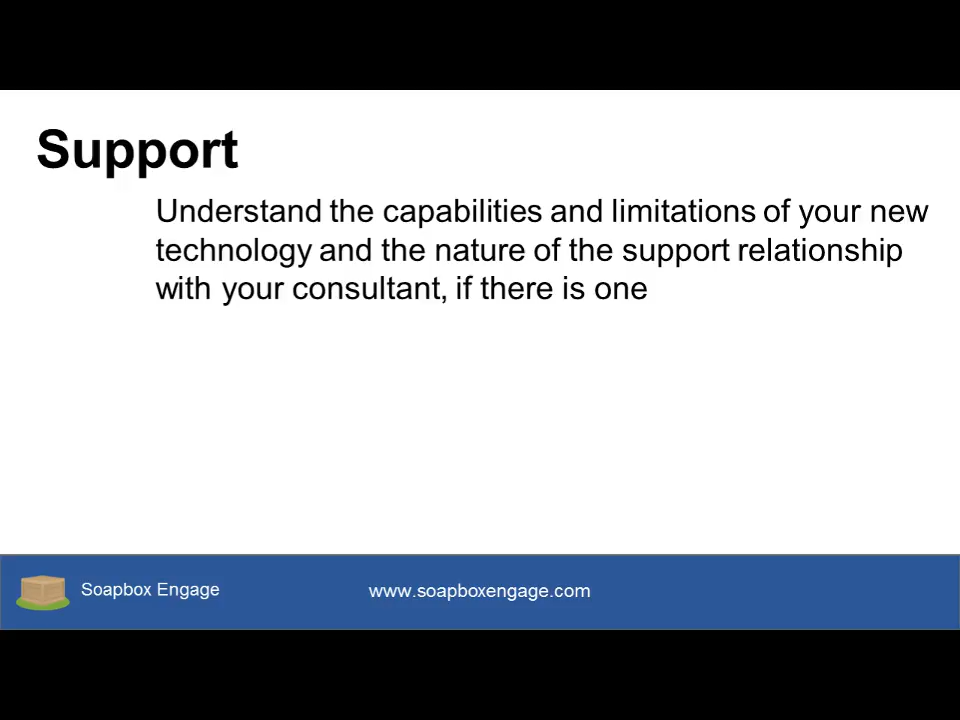 Support
Understand the capabilities and limitations of your new
technology and the nature of the support relationship
with your consultant, if there is one
Soapbox Engage
www.soapboxengage.com